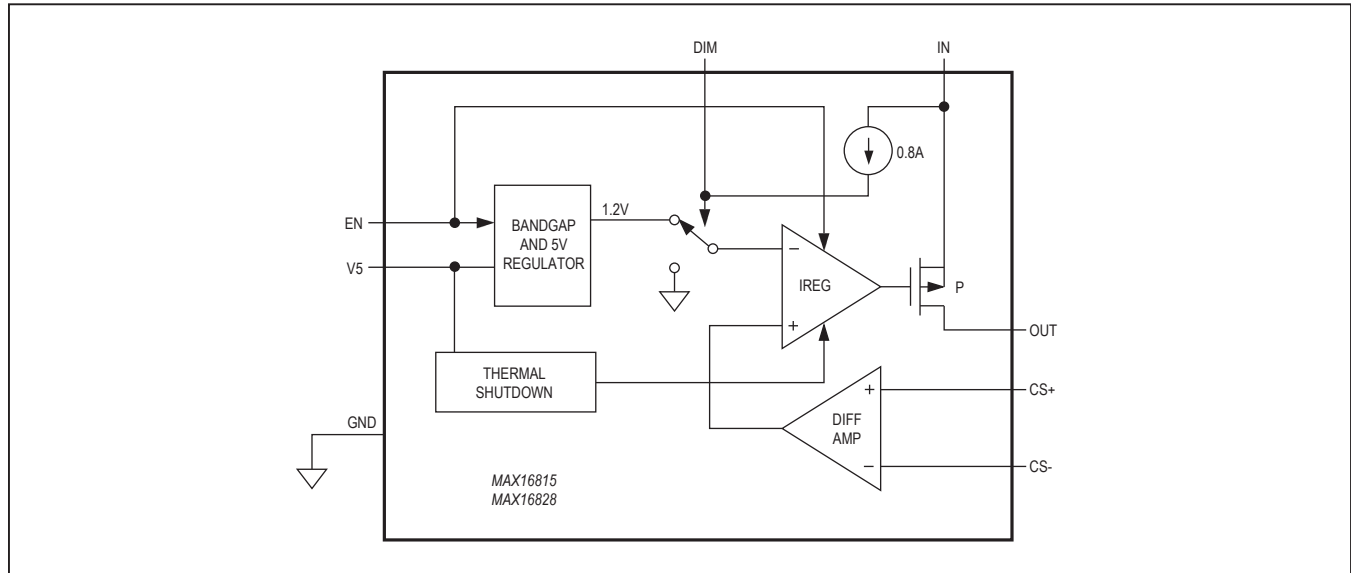 DIM
IN
0.8A
EN
BANDGAP
AND 5V
REGULATOR
1.2V
V5
−
IREG
+
P
OUT
THERMAL
SHUTDOWN
+
CS+
DIFF
AMP
GND
−
CS-
MAX16815
MAX16828